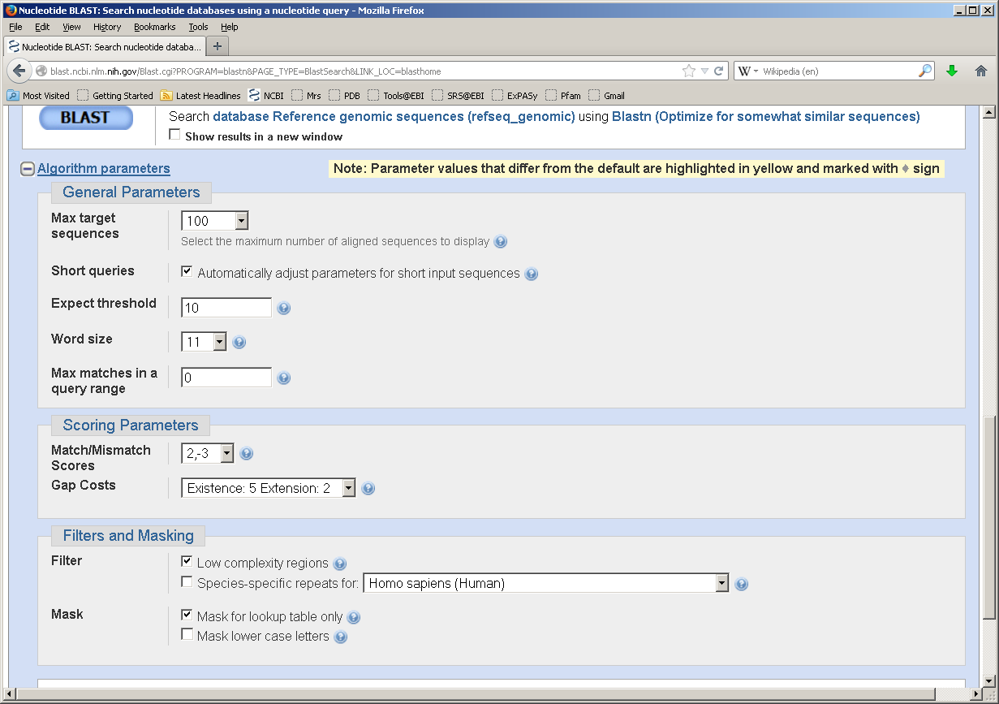 Nucleotide BLAST: Search nucleotide databases using a nucleotide query - Mozilla Firefox
File Edit View History Bookmarks Tools Help
Nucleotide BLAST: Search nucleotide databa...
blast.ncbi.nlm.nih.gov/Blast.cgi?PROGRAM=blastn&PAGE_TYPE=BlastSearch&LINK_LOC=blasthome
W Wikipedia (en)
Most Visited Getting Started Latest Headlines NCBI Mrs PDB Tools@EBI SRS@EBI ExPASy Pfam Gmail
BLAST
Search database Reference genomic sequences (refseq_genomic) using Blastn (Optimize for somewhat similar sequences)
Show results in a new window
Algorithm parameters
Note: Parameter values that differ from the default are highlighted in yellow and marked with ♦ sign
General Parameters
Max target sequences
100
Select the maximum number of aligned sequences to display
Short queries
Automatically adjust parameters for short input sequences
Expect threshold
10
Word size
11
Max matches in a query range
0
Scoring Parameters
Match/Mismatch Scores
2,-3
Gap Costs
Existence: 5 Extension: 2
Filters and Masking
Filter
Low complexity regions
Species-specific repeats for: Homo sapiens (Human)
Mask
Mask for lookup table only
Mask lower case letters